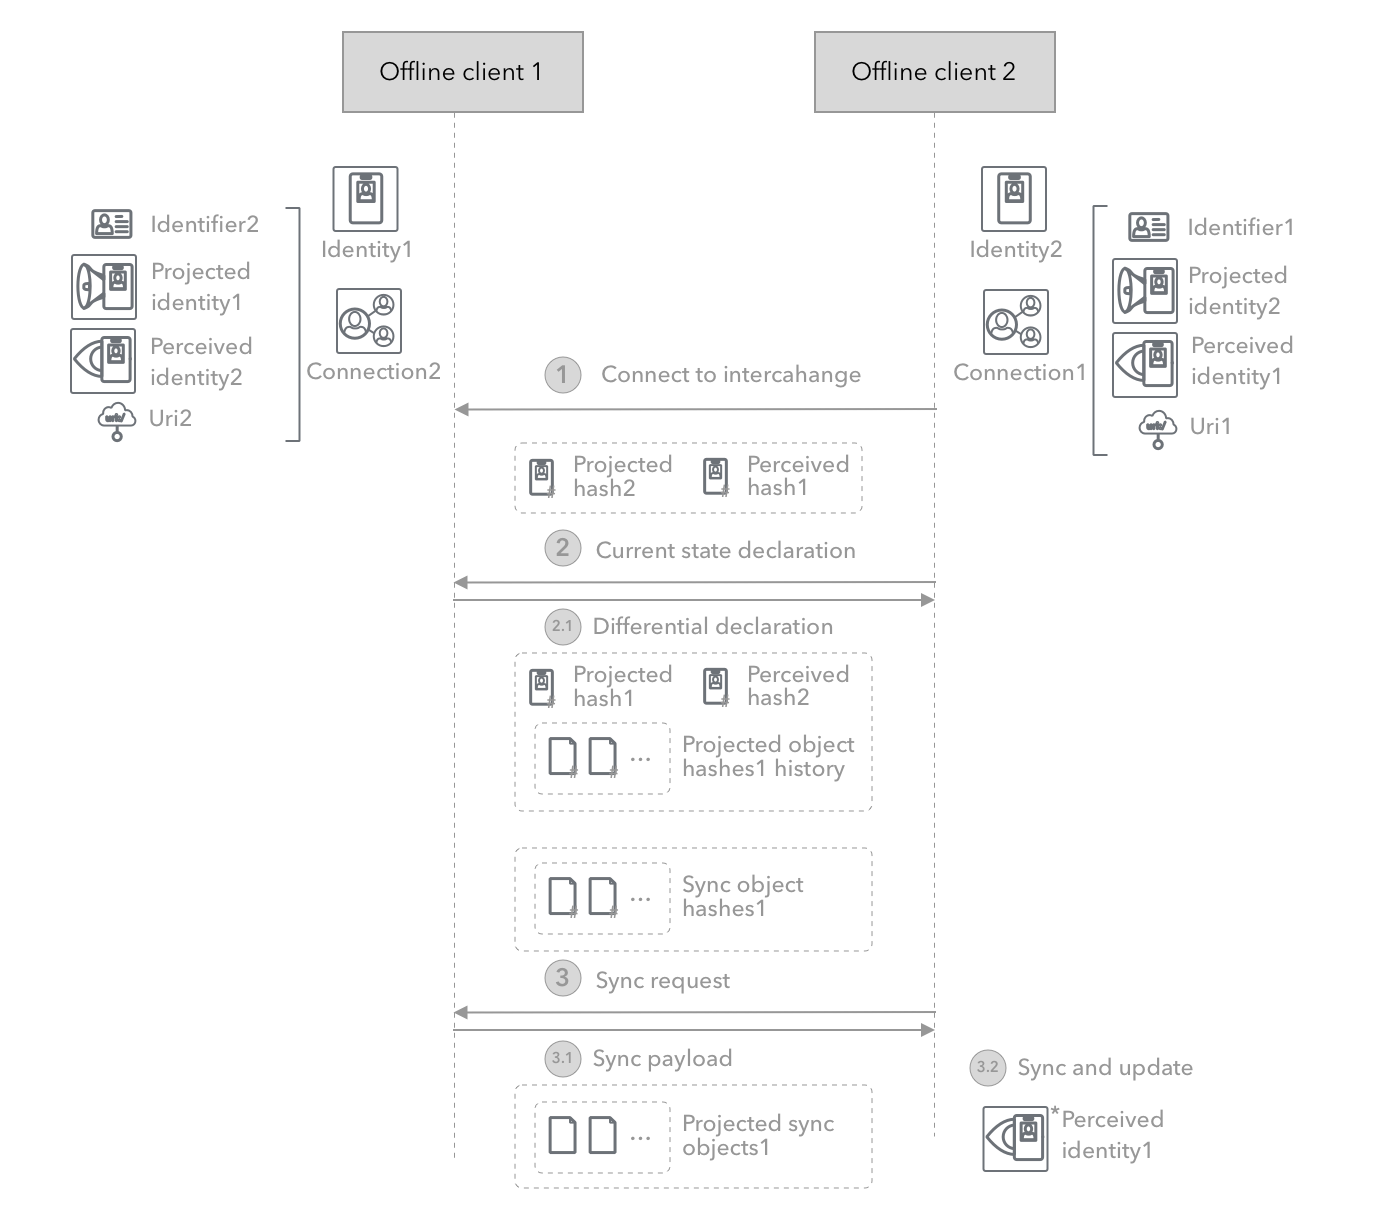 Offline client 1
Offline client 2
Identity1
Identifier2
Projected
identity1
Perceived
identity2
url:/
Uri2
Connection2
Identity2
Identifier1
Projected
identity2
Perceived
identity1
url:/
Uri1
Connection1
1 Connect to intercahange
Projected
hash2
#
Perceived
hash1
#
2 Current state declaration
2.1 Differential declaration
Projected
hash1
#
Perceived
hash2
#
# # ...
Projected object
hashes1 history
# # ...
Sync object
hashes1
3 Sync request
3.1 Sync payload
...
Projected sync
objects1
3.2 Sync and update
*Perceived
identity1